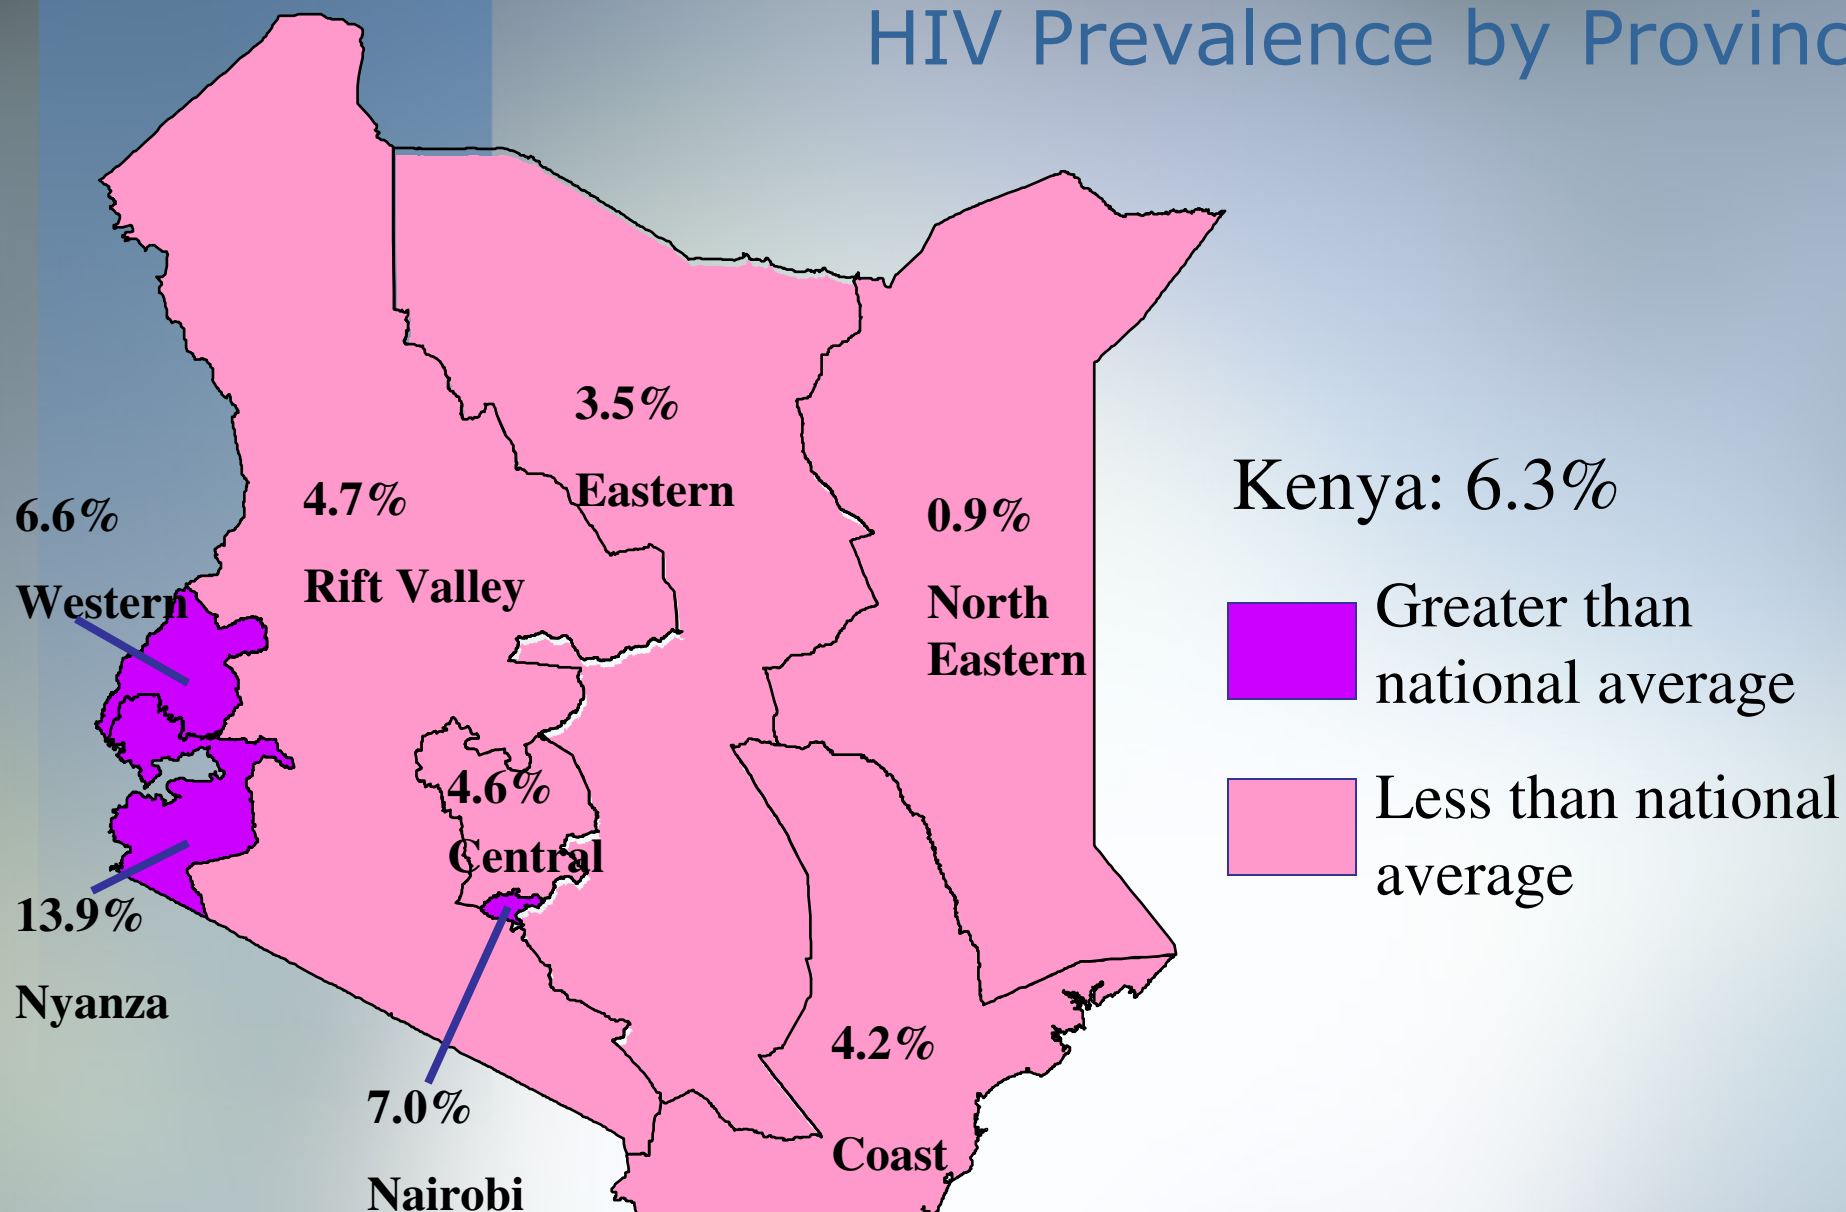 HIV Prevalence by Provinc
3.5%
Eastern
4.7%
Rift Valley
6.6%
Western
0.9%
North
Eastern
Kenya: 6.3%
Greater than
national average
Less than national
average
4.6%
Central
13.9%
Nyanza
7.0%
Nairobi
4.2%
Coast